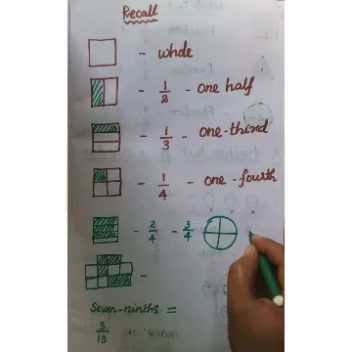 Recall
- whole
- 1/2 - one half
- 1/3 - one-third
- 1/4 - one-fourth
- 2/4 - 3/4
-
Seven-ninths =
3/13